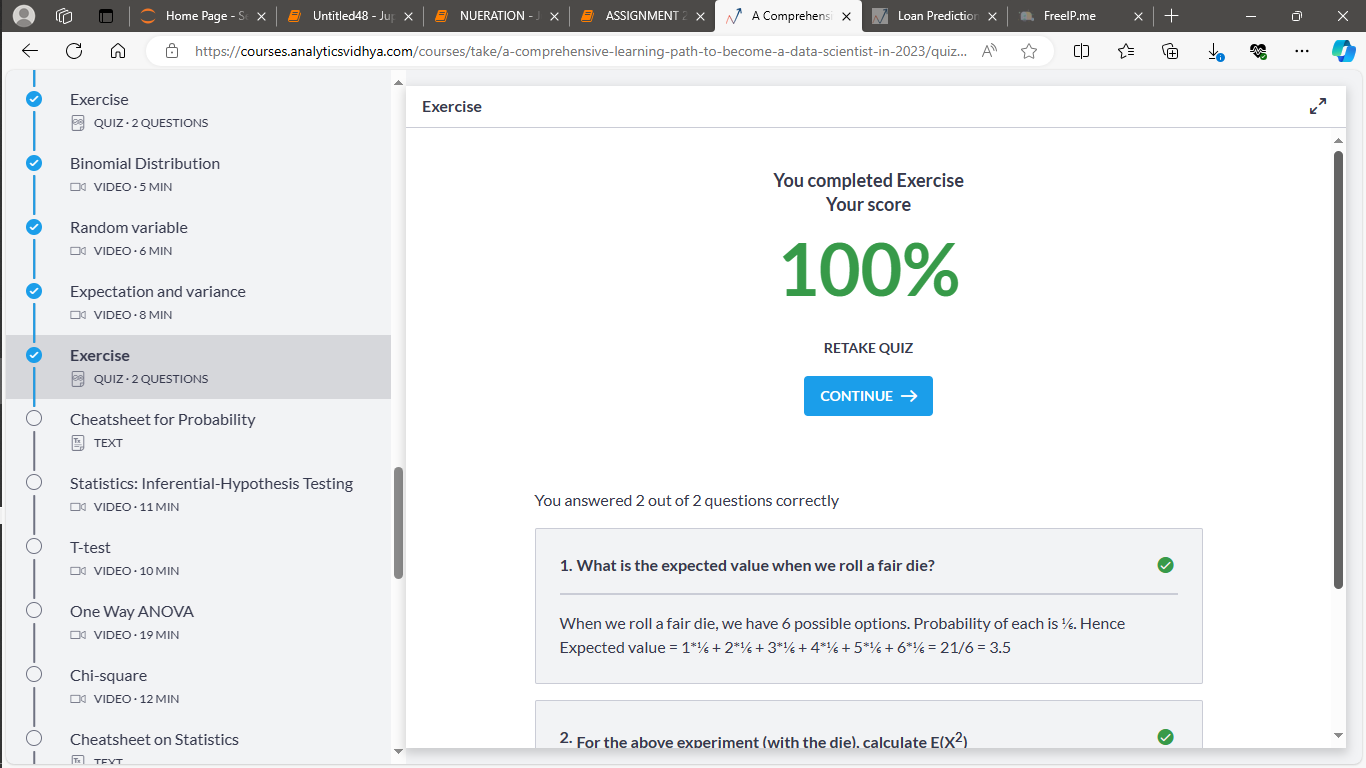 Home Page - Se
Untitled48 - Jup
NUERATION - J
ASSIGNMENT 2
A Comprehensi
Loan Prediction
FreeIP.me
https://courses.analyticsvidhya.com/courses/take/a-comprehensive-learning-path-to-become-a-data-scientist-in-2023/quiz...
Exercise
QUIZ · 2 QUESTIONS
Binomial Distribution
VIDEO · 5 MIN
Random variable
VIDEO · 6 MIN
Expectation and variance
VIDEO · 8 MIN
Exercise
QUIZ · 2 QUESTIONS
Cheatsheet for Probability
TEXT
Statistics: Inferential-Hypothesis Testing
VIDEO · 11 MIN
T-test
VIDEO · 10 MIN
One Way ANOVA
VIDEO · 19 MIN
Chi-square
VIDEO · 12 MIN
Cheatsheet on Statistics
TEXT
Exercise
You completed Exercise
Your score
100%
RETAKE QUIZ
CONTINUE →
You answered 2 out of 2 questions correctly
1. What is the expected value when we roll a fair die?
When we roll a fair die, we have 6 possible options. Probability of each is ⅙. Hence
Expected value = 1*⅙ + 2*⅙ + 3*⅙ + 4*⅙ + 5*⅙ + 6*⅙ = 21/6 = 3.5
2. For the above experiment (with the die), calculate E(X²)